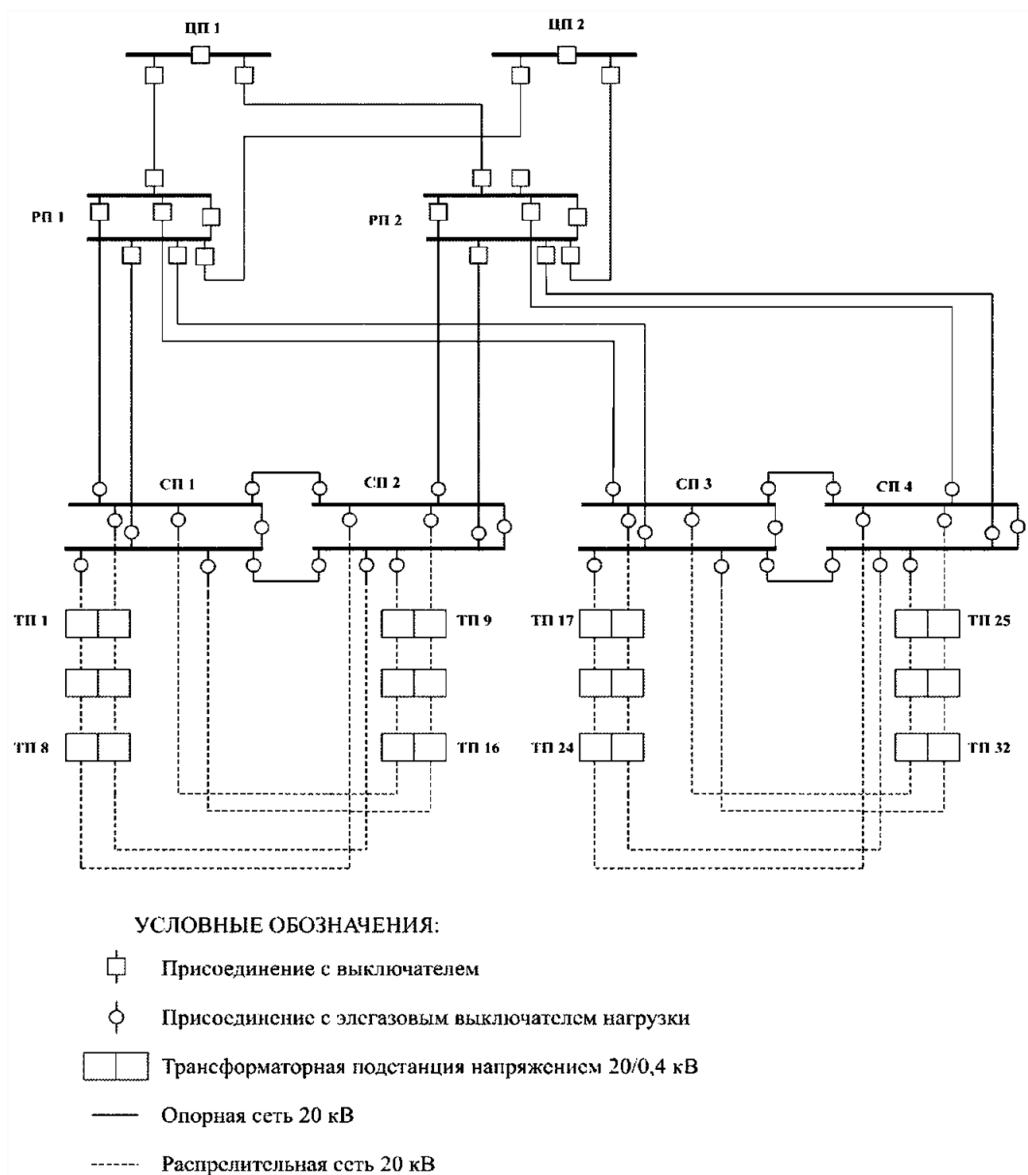 ЦП 1 ЦП 2
РП 1 РП 2
СП 1 СП 2 СП 3 СП 4
ТП 1 ТП 9 ТП 17 ТП 25
ТП 8 ТП 16 ТП 24 ТП 32
УСЛОВНЫЕ ОБОЗНАЧЕНИЯ:
Присоединение с выключателем
Присоединение с элегазовым выключателем нагрузки
Трансформаторная подстанция напряжением 20/0,4 кВ
Опорная сеть 20 кВ
Распрелительная сеть 20 кВ